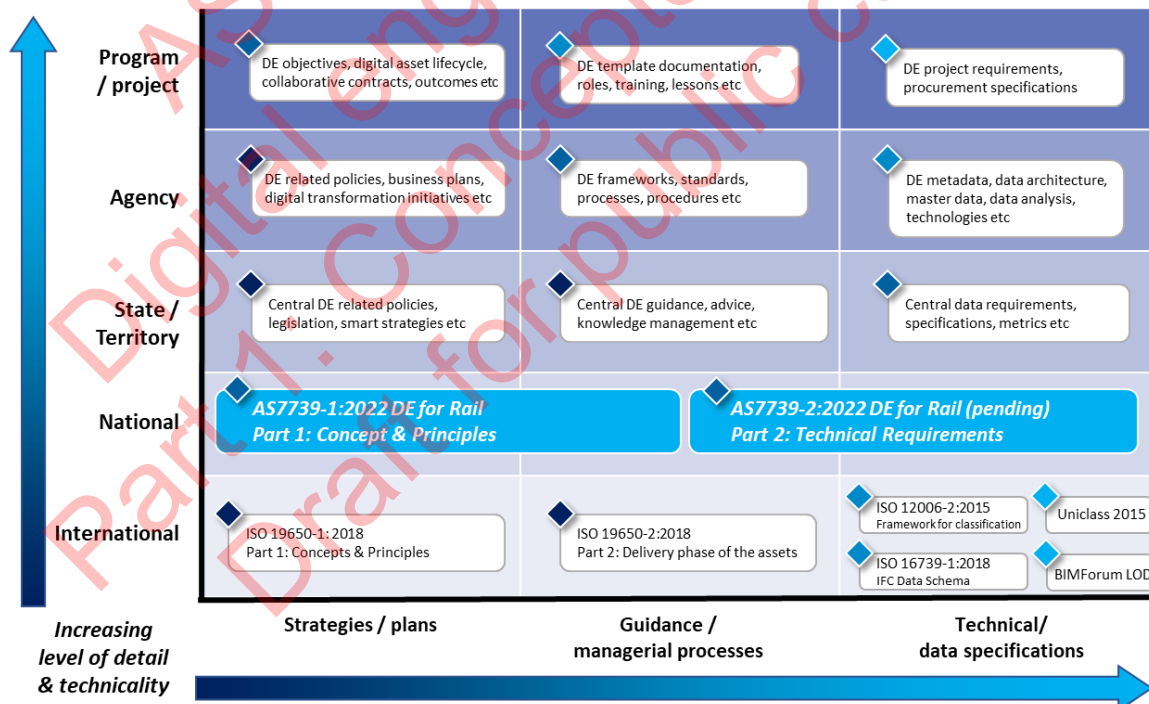 Program
/ project
DE objectives, digital asset lifecycle,
collaborative contracts, outcomes etc
DE template documentation,
roles, training, lessons etc
DE project requirements,
procurement specifications
Agency
DE related policies, business plans,
digital transformation initiatives etc
DE frameworks, standards,
processes, procedures etc
DE metadata, data architecture,
master data, data analysis,
technologies etc
State /
Territory
Central DE related policies,
legislation, smart strategies etc
Central DE guidance, advice,
knowledge management etc
Central data requirements,
specifications, metrics etc
National
AS7739-1:2022 DE for Rail
Part 1: Concept & Principles
AS7739-2:2022 DE for Rail (pending)
Part 2: Technical Requirements
International
ISO 19650-1: 2018
Part 1: Concepts & Principles
ISO 19650-2:2018
Part 2: Delivery phase of the assets
ISO 12006-2:2015
Framework for classification
Uniclass 2015
ISO 16739-1:2018
IFC Data Schema
BIMForum LOD
Strategies / plans
Guidance /
managerial processes
Technical/
data specifications
Increasing
level of detail
& technicality
AS
Digital
Part 1: Concept
Draft for public